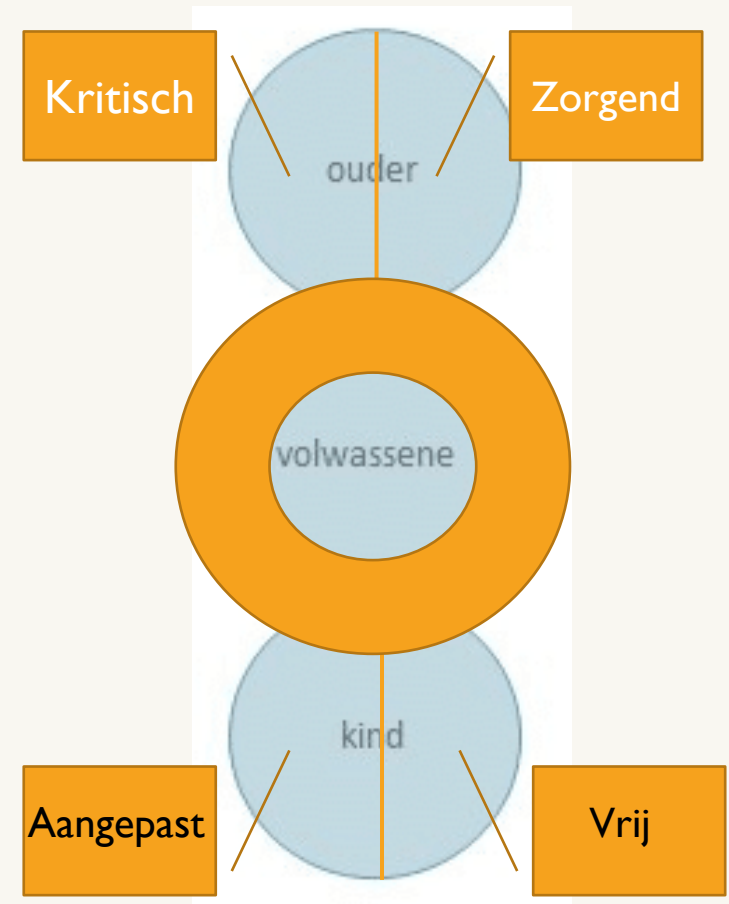 Kritisch
Zorgend
ouder
volwassene
kind
Aangepast
Vrij